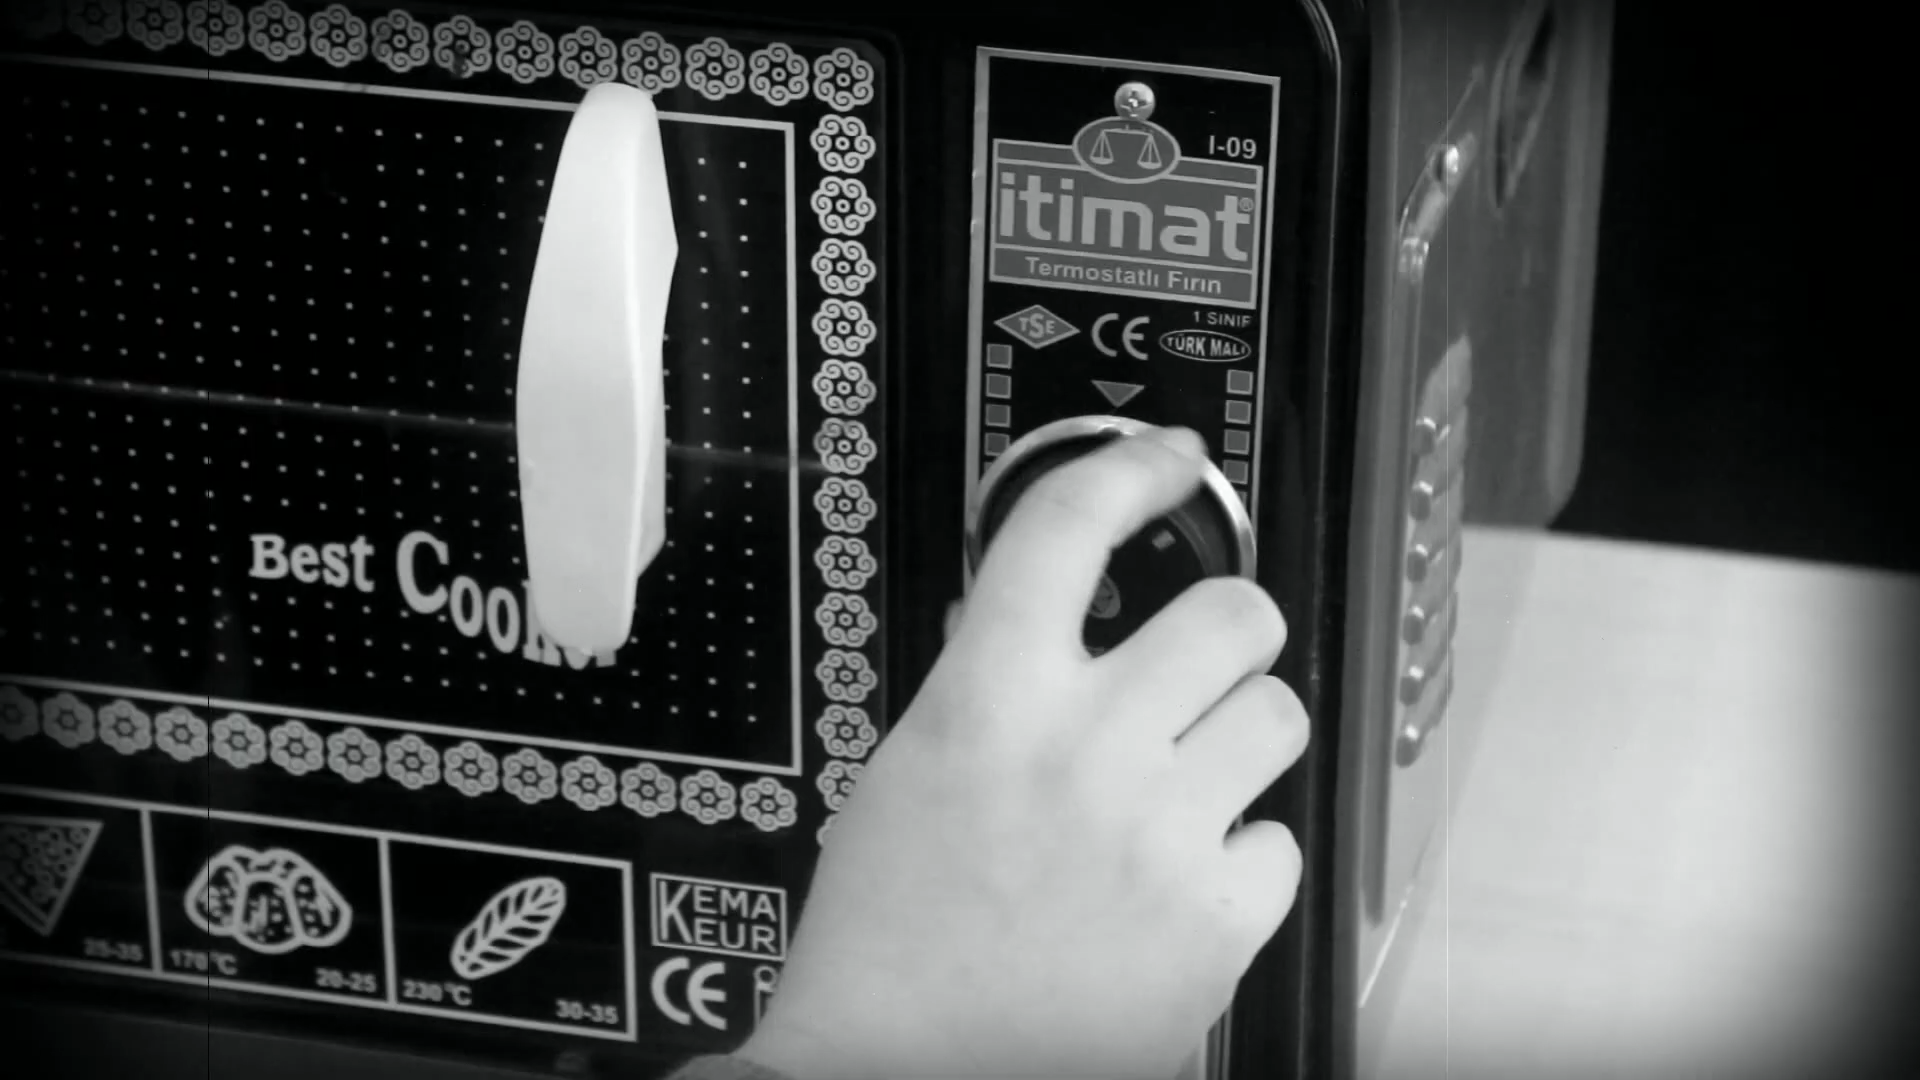 I-09
itimat®
Termostatlı Fırın
1 SINIF
TSE CE TÜRK MALI
Best Cooker
25-35
170°C
20-25
230°C
30-35
KEMA
KEUR
CE